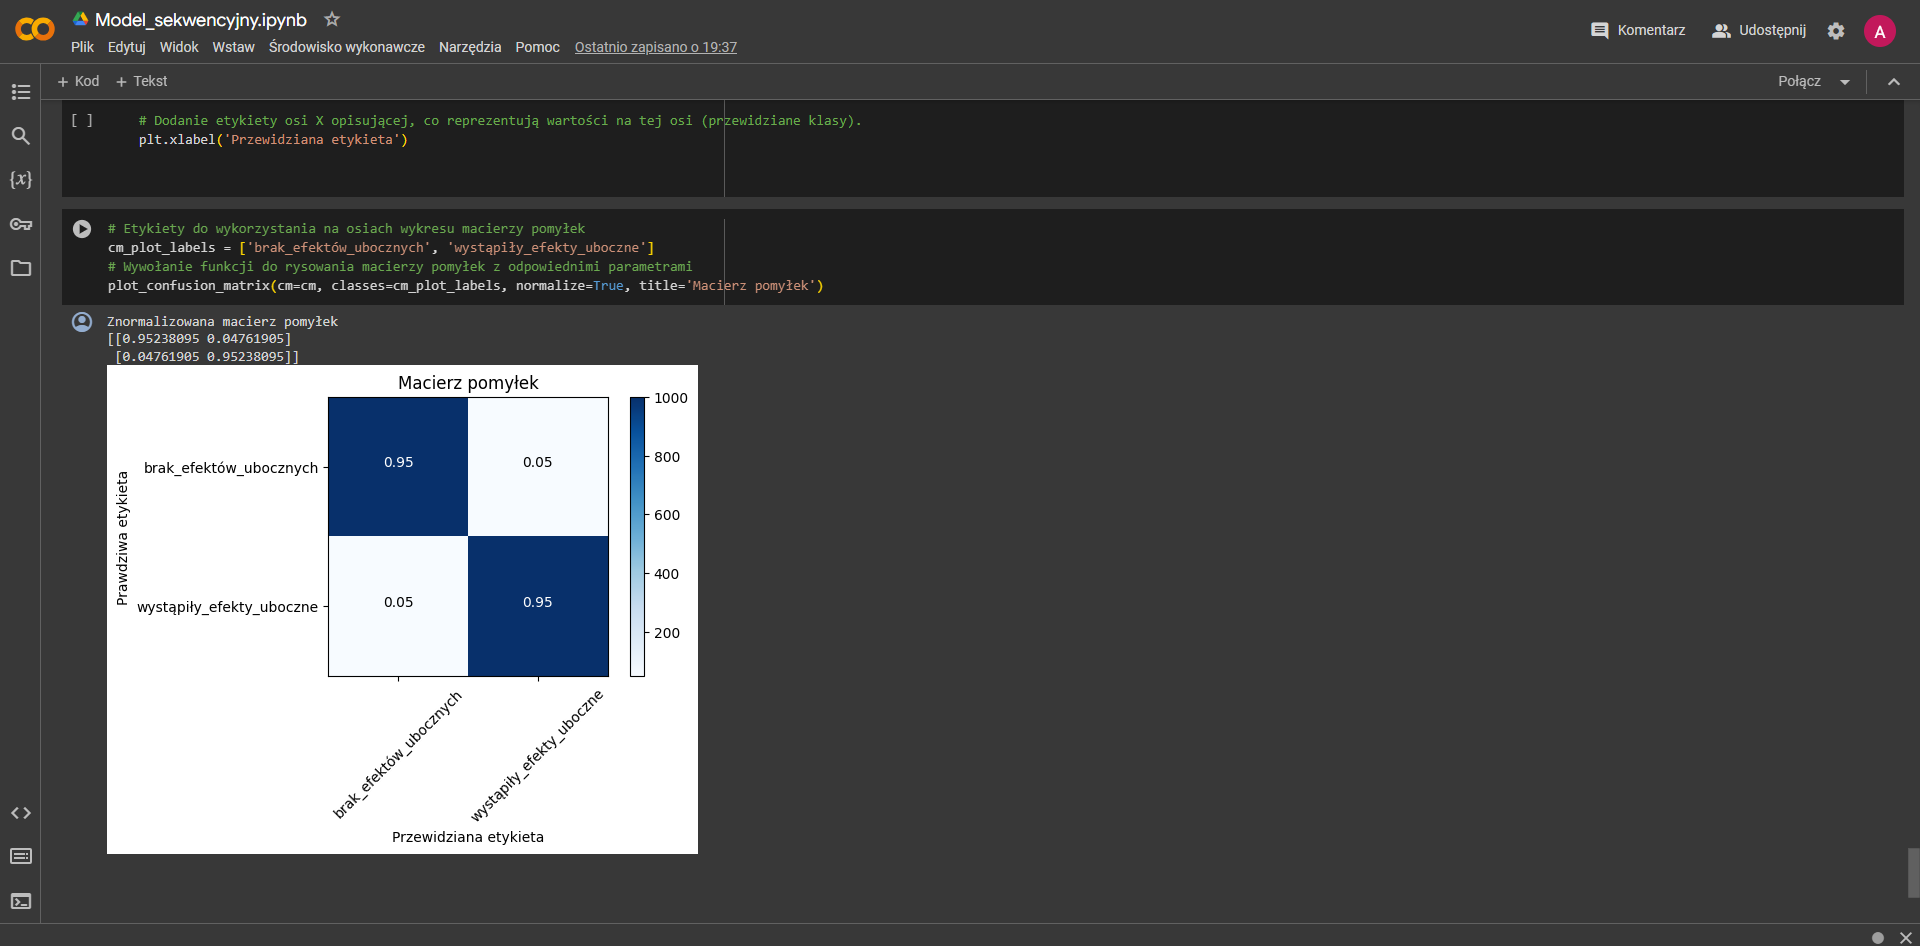 Model_sekwencyjny.ipynb
Plik Edytuj Widok Wstaw Środowisko wykonawcze Narzędzia Pomoc Ostatnio zapisano o 19:37
Komentarz Udostępnij A
+ Kod + Tekst
Połącz
[ ] # Dodanie etykiety osi X opisującej, co reprezentują wartości na tej osi (przewidziane klasy).
plt.xlabel('Przewidziana etykieta')
{x}
# Etykiety do wykorzystania na osiach wykresu macierzy pomyłek
cm_plot_labels = ['brak_efektów_ubocznych', 'wystąpiły_efekty_uboczne']
# Wywołanie funkcji do rysowania macierzy pomyłek z odpowiednimi parametrami
plot_confusion_matrix(cm=cm, classes=cm_plot_labels, normalize=True, title='Macierz pomyłek')
Znormalizowana macierz pomyłek
[[0.95238095 0.04761905]
[0.04761905 0.95238095]]
Macierz pomyłek
Prawdziwa etykieta
brak_efektów_ubocznych
wystąpiły_efekty_uboczne
0.95 0.05
0.05 0.95
1000
800
600
400
200
brak_efektów_ubocznych
wystąpiły_efekty_uboczne
Przewidziana etykieta